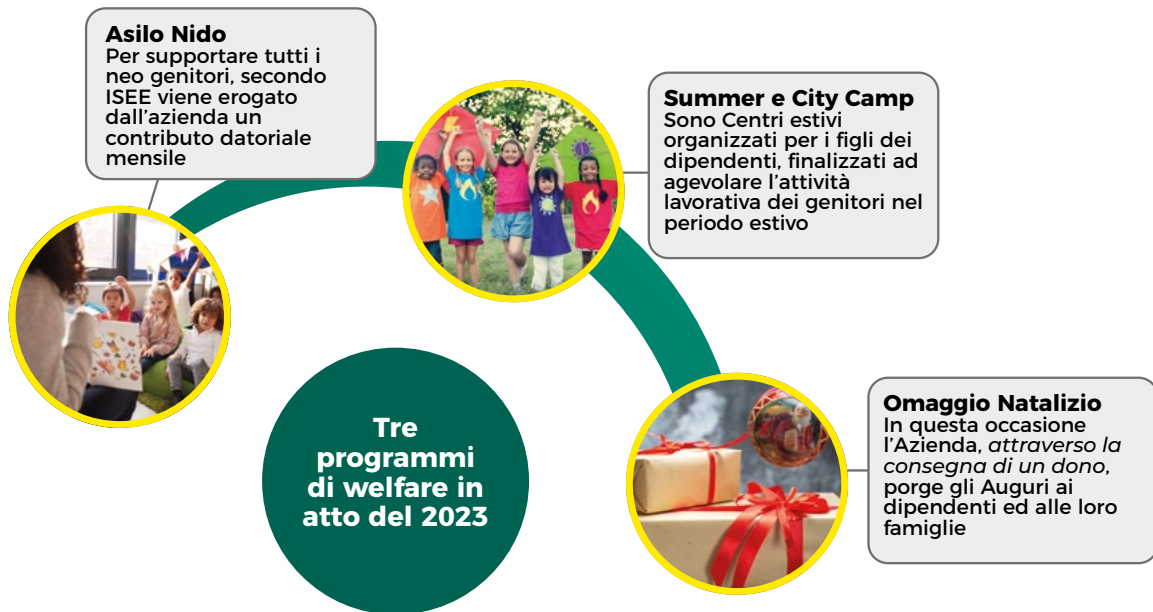 Asilo Nido
Per supportare tutti i
neo genitori, secondo
ISEE viene erogato
dall'azienda un
contributo datoriale
mensile
Summer e City Camp
Sono Centri estivi
organizzati per i figli dei
dipendenti, finalizzati ad
agevolare l'attività
lavorativa dei genitori nel
periodo estivo
Omaggio Natalizio
In questa occasione
l'Azienda, attraverso la
consegna di un dono,
porge gli Auguri ai
dipendenti ed alle loro
famiglie
Tre
programmi
di welfare in
atto del 2023